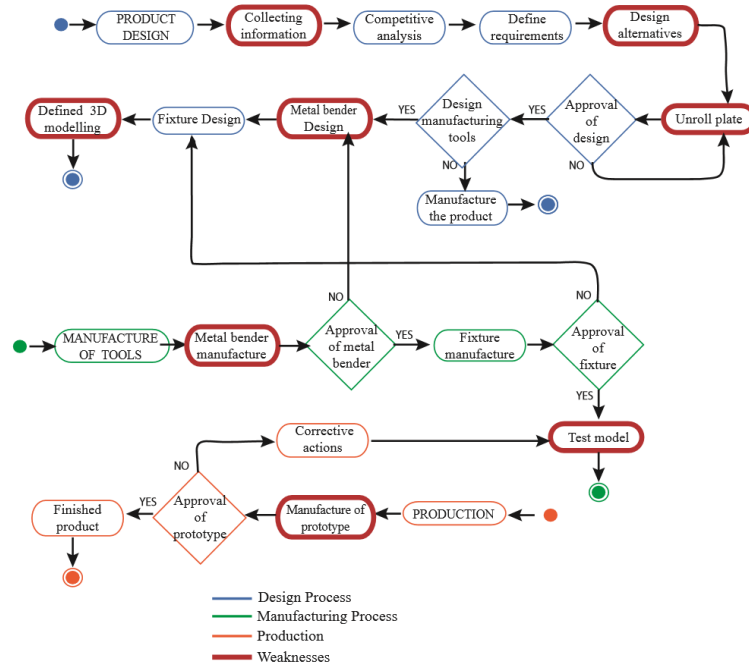 PRODUCT
DESIGN
Collecting
information
Competitive
analysis
Define
requirements
Design
alternatives
Defined 3D
modelling
Fixture Design
Metal bender
Design
YES
Design
manufacturing
tools
YES
Approval
of
design
Unroll plate
NO
NO
Manufacture
the product
NO
NO
MANUFACTURE
OF TOOLS
Metal bender
manufacture
Approval
of metal
bender
YES
Fixture
manufacture
Approval
of
fixture
YES
Corrective
actions
Test model
NO
Finished
product
YES
Approval
of
prototype
Manufacture of
prototype
PRODUCTION
Design Process
Manufacturing Process
Production
Weaknesses